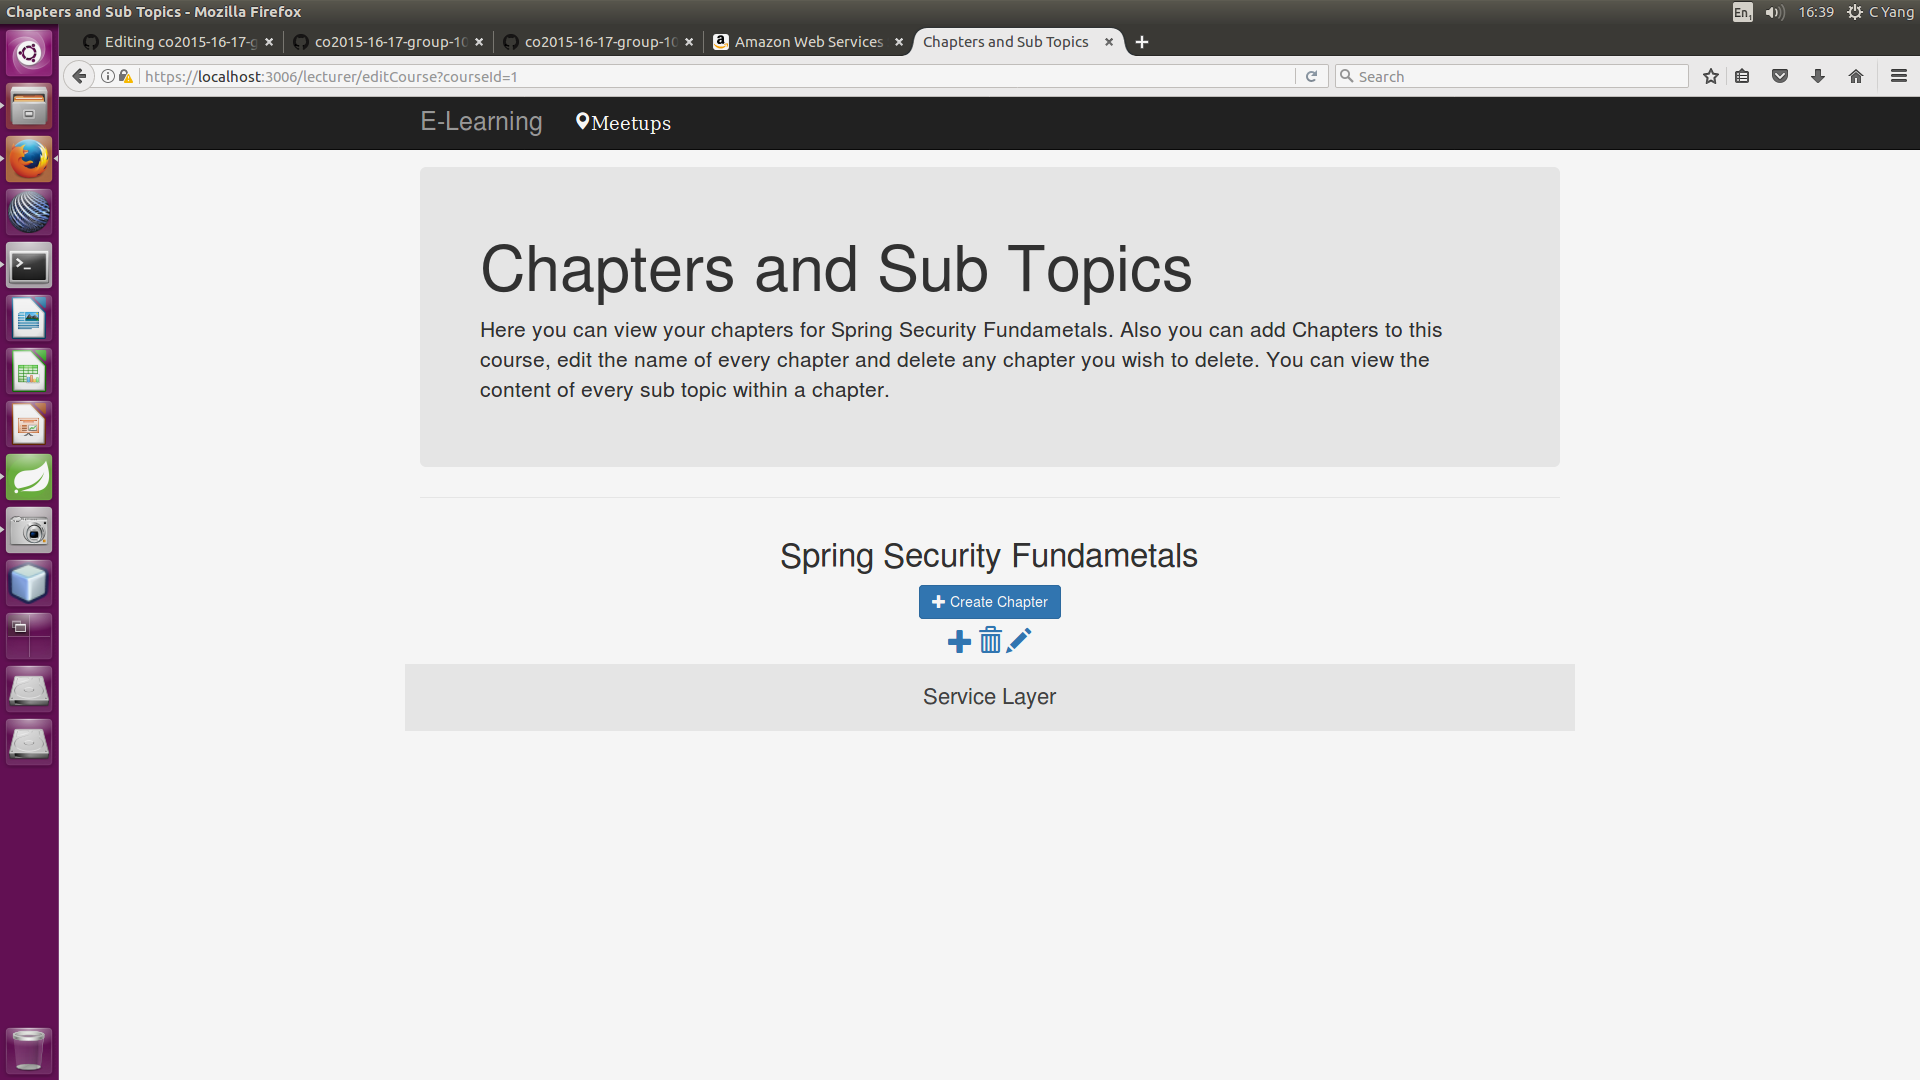 Chapters and Sub Topics - Mozilla Firefox
En1 16:39 C Yang
Editing co2015-16-17-g
co2015-16-17-group-10
co2015-16-17-group-10
Amazon Web Services
Chapters and Sub Topics
https://localhost:3006/lecturer/editCourse?courseId=1
Search
E-Learning Meetups
Chapters and Sub Topics
Here you can view your chapters for Spring Security Fundametals. Also you can add Chapters to this
course, edit the name of every chapter and delete any chapter you wish to delete. You can view the
content of every sub topic within a chapter.
Spring Security Fundametals
Create Chapter
Service Layer